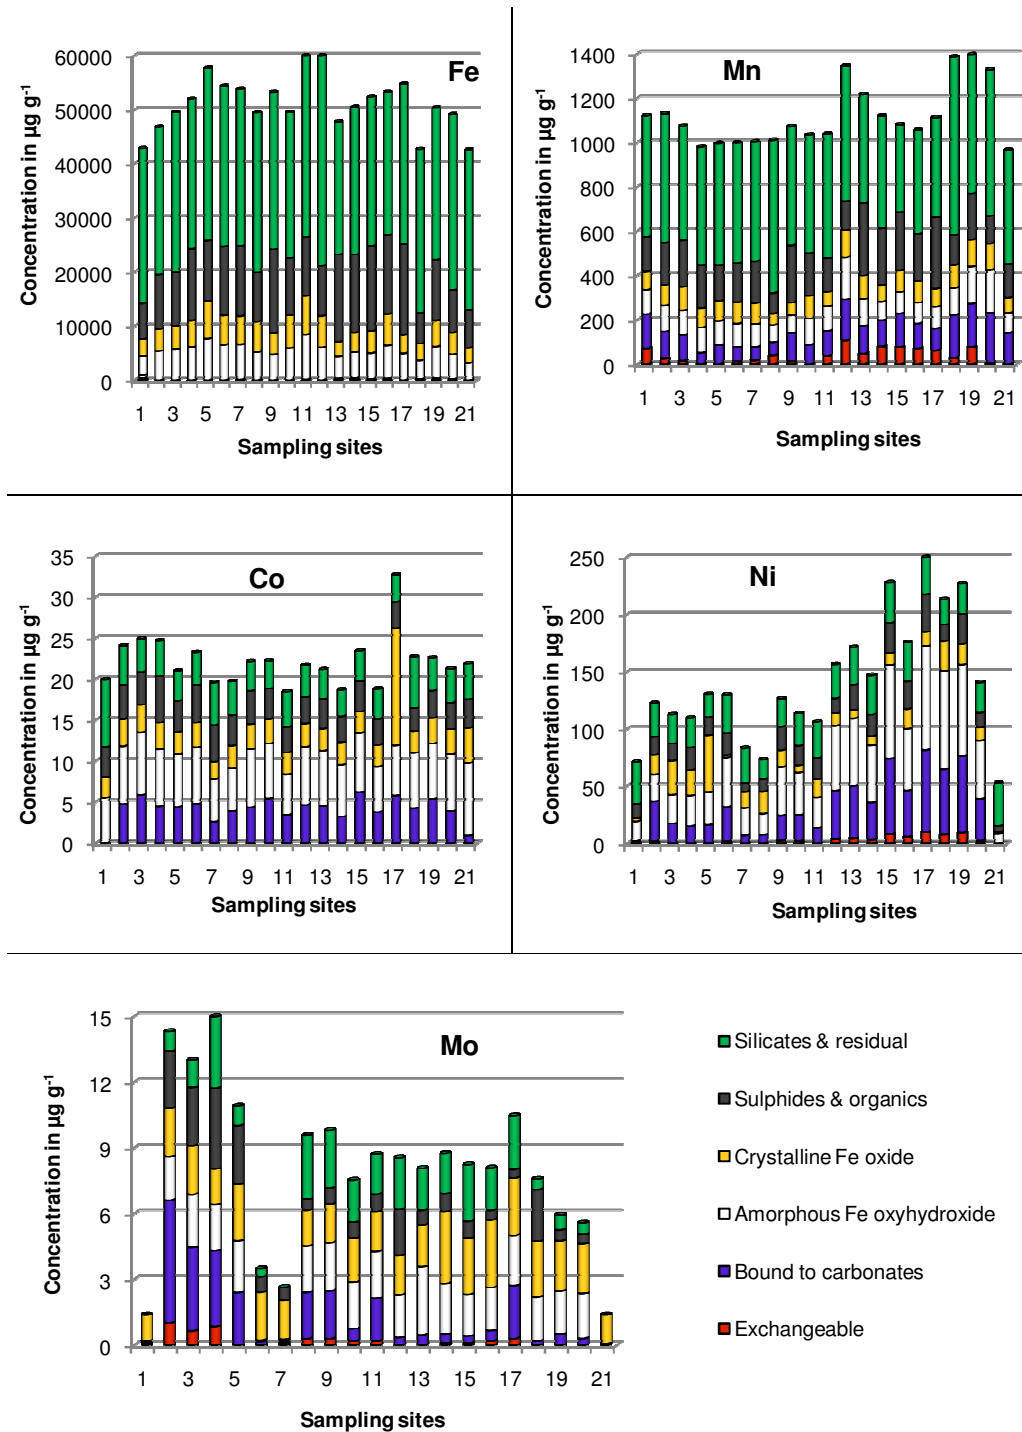 Fe
Concentration in µg g-1
60000
50000
40000
30000
20000
10000
0
1 3 5 7 9 11 13 15 17 19 21
Sampling sites
Mn
Concentration in µg g-1
1400
1200
1000
800
600
400
200
0
1 3 5 7 9 11 13 15 17 19 21
Sampling sites
Co
Concentration in µg g-1
35
30
25
20
15
10
5
0
1 3 5 7 9 11 13 15 17 19 21
Sampling sites
Ni
Concentration in µg g-1
250
200
150
100
50
0
1 3 5 7 9 11 13 15 17 19 21
Sampling sites
Mo
Concentration in µg g-1
15
12
9
6
3
0
1 3 5 7 9 11 13 15 17 19 21
Sampling sites
Silicates & residual
Sulphides & organics
Crystalline Fe oxide
Amorphous Fe oxyhydroxide
Bound to carbonates
Exchangeable